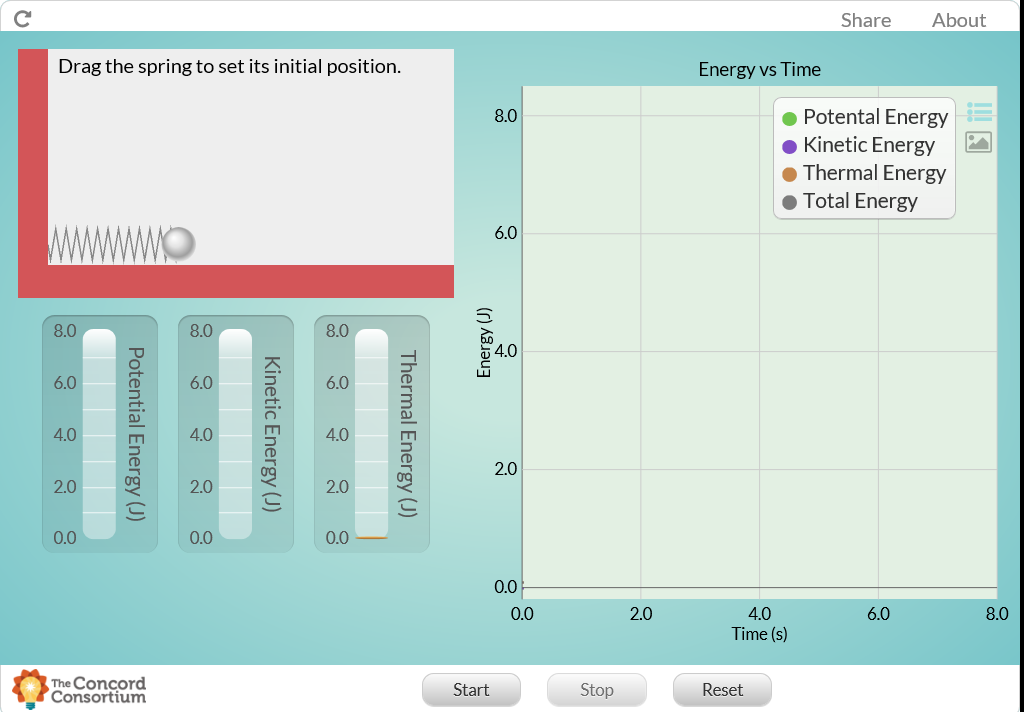 Share About
Drag the spring to set its initial position.
Energy vs Time
Potental Energy
Kinetic Energy
Thermal Energy
Total Energy
8.0
6.0
4.0
2.0
0.0
Energy (J)
0.0 2.0 4.0 6.0 8.0
Time (s)
8.0
6.0
4.0
2.0
0.0
Potential Energy (J)
8.0
6.0
4.0
2.0
0.0
Kinetic Energy (J)
8.0
6.0
4.0
2.0
0.0
Thermal Energy (J)
The Concord
Consortium
Start Stop Reset